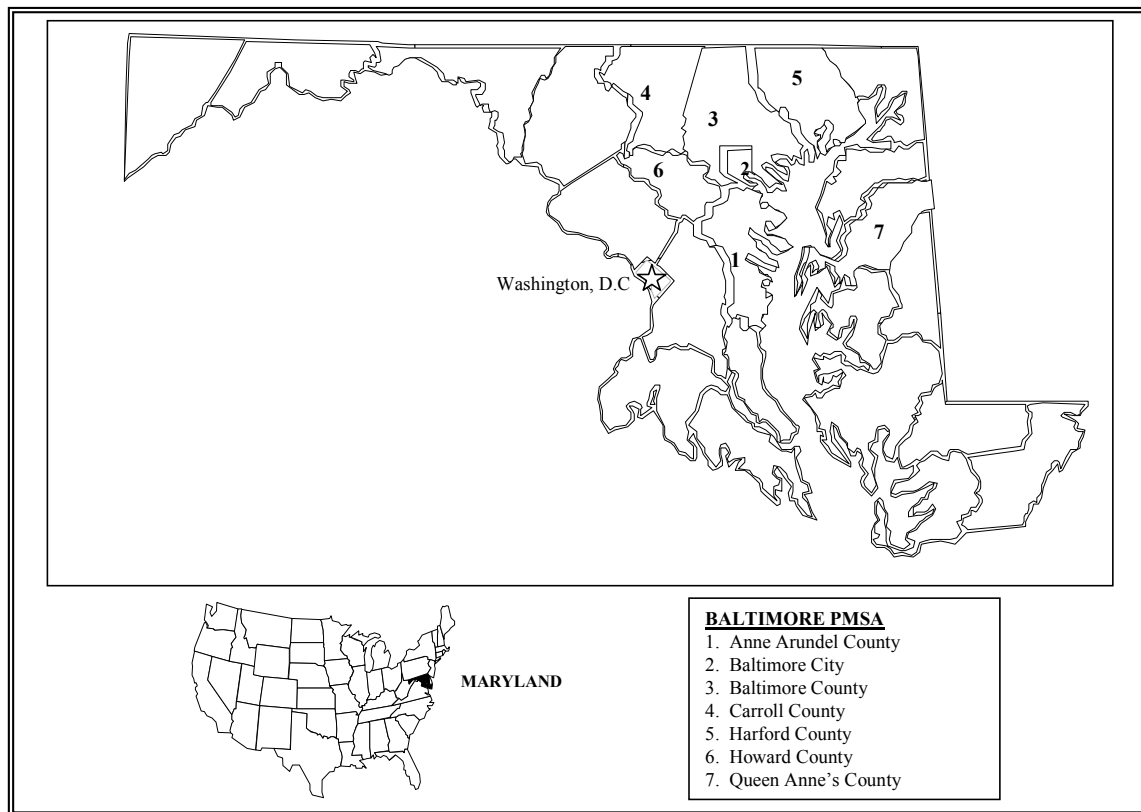 5
4
3
2
6
7
1
Washington, D.C
MARYLAND
BALTIMORE PMSA
1. Anne Arundel County
2. Baltimore City
3. Baltimore County
4. Carroll County
5. Harford County
6. Howard County
7. Queen Anne's County